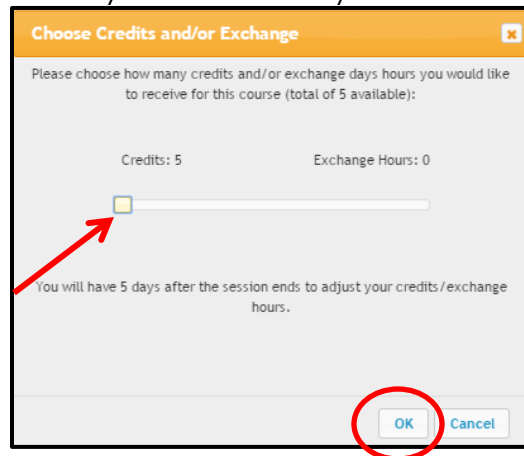 Choose Credits and/or Exchange
Please choose how many credits and/or exchange days hours you would like
to receive for this course (total of 5 available):
Credits: 5 Exchange Hours: 0
You will have 5 days after the session ends to adjust your credits/exchange
hours.
OK Cancel